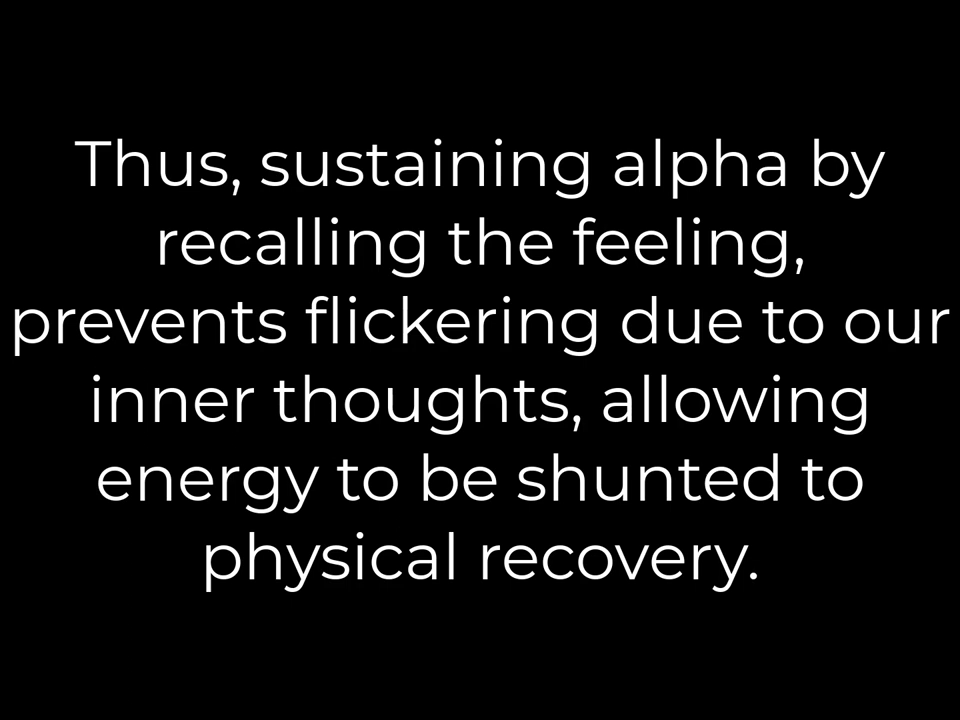 Thus, sustaining alpha by
recalling the feeling,
prevents flickering due to our
inner thoughts, allowing
energy to be shunted to
physical recovery.